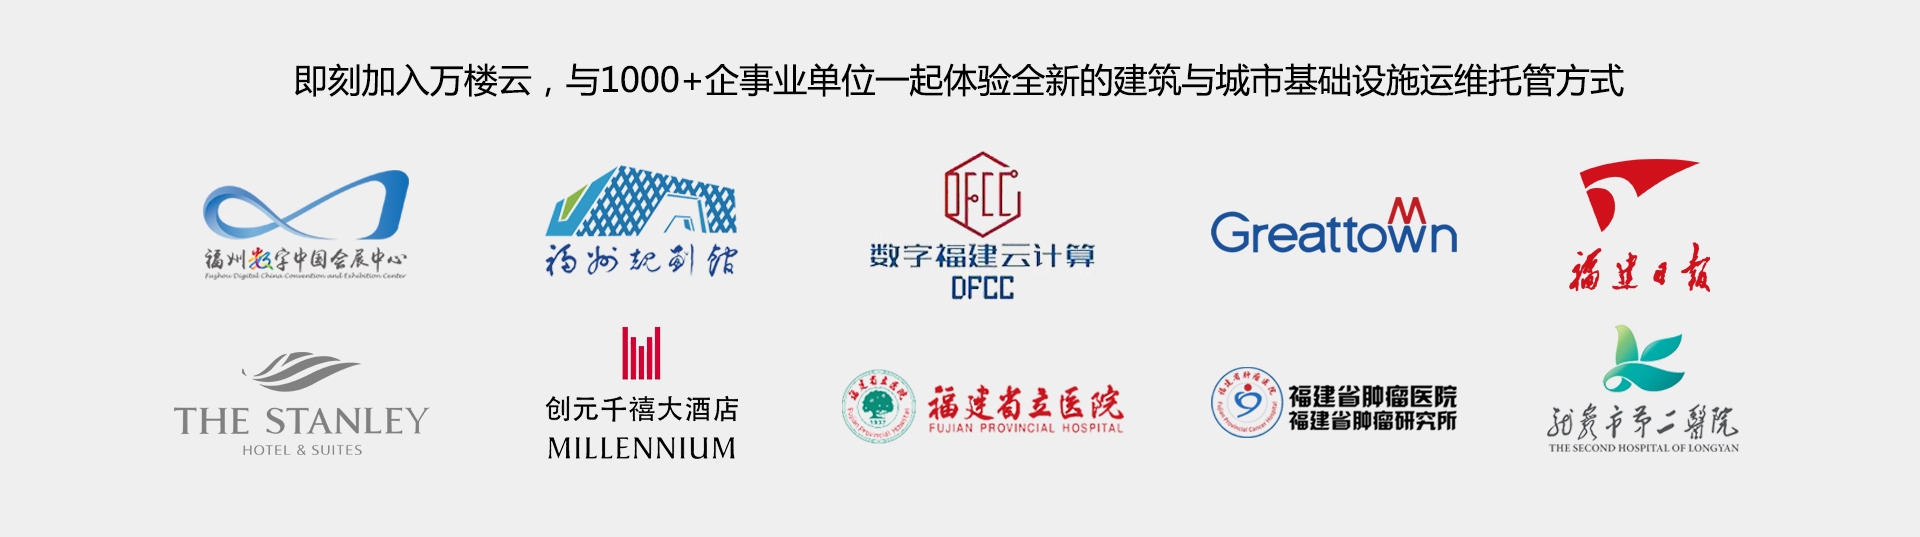 即刻加入万楼云，与1000+企事业单位一起体验全新的建筑与城市基础设施运维托管方式
福州数字中国会展中心
Fuzhou Digital China Convention and Exhibition Center
福州规划馆
DFCC
数字福建云计算
DFCC
Greattown
福建日报
THE STANLEY
HOTEL & SUITES
创元千禧大酒店
MILLENNIUM
福建省立医院
1937
Fujian Provincial Hospital
福建省立医院
FUJIAN PROVINCIAL HOSPITAL
福建省肿瘤医院
Fujian Provincial Cancer Hospital
福建省肿瘤医院
福建省肿瘤研究所
龙岩市第二醫院
THE SECOND HOSPITAL OF LONGYAN